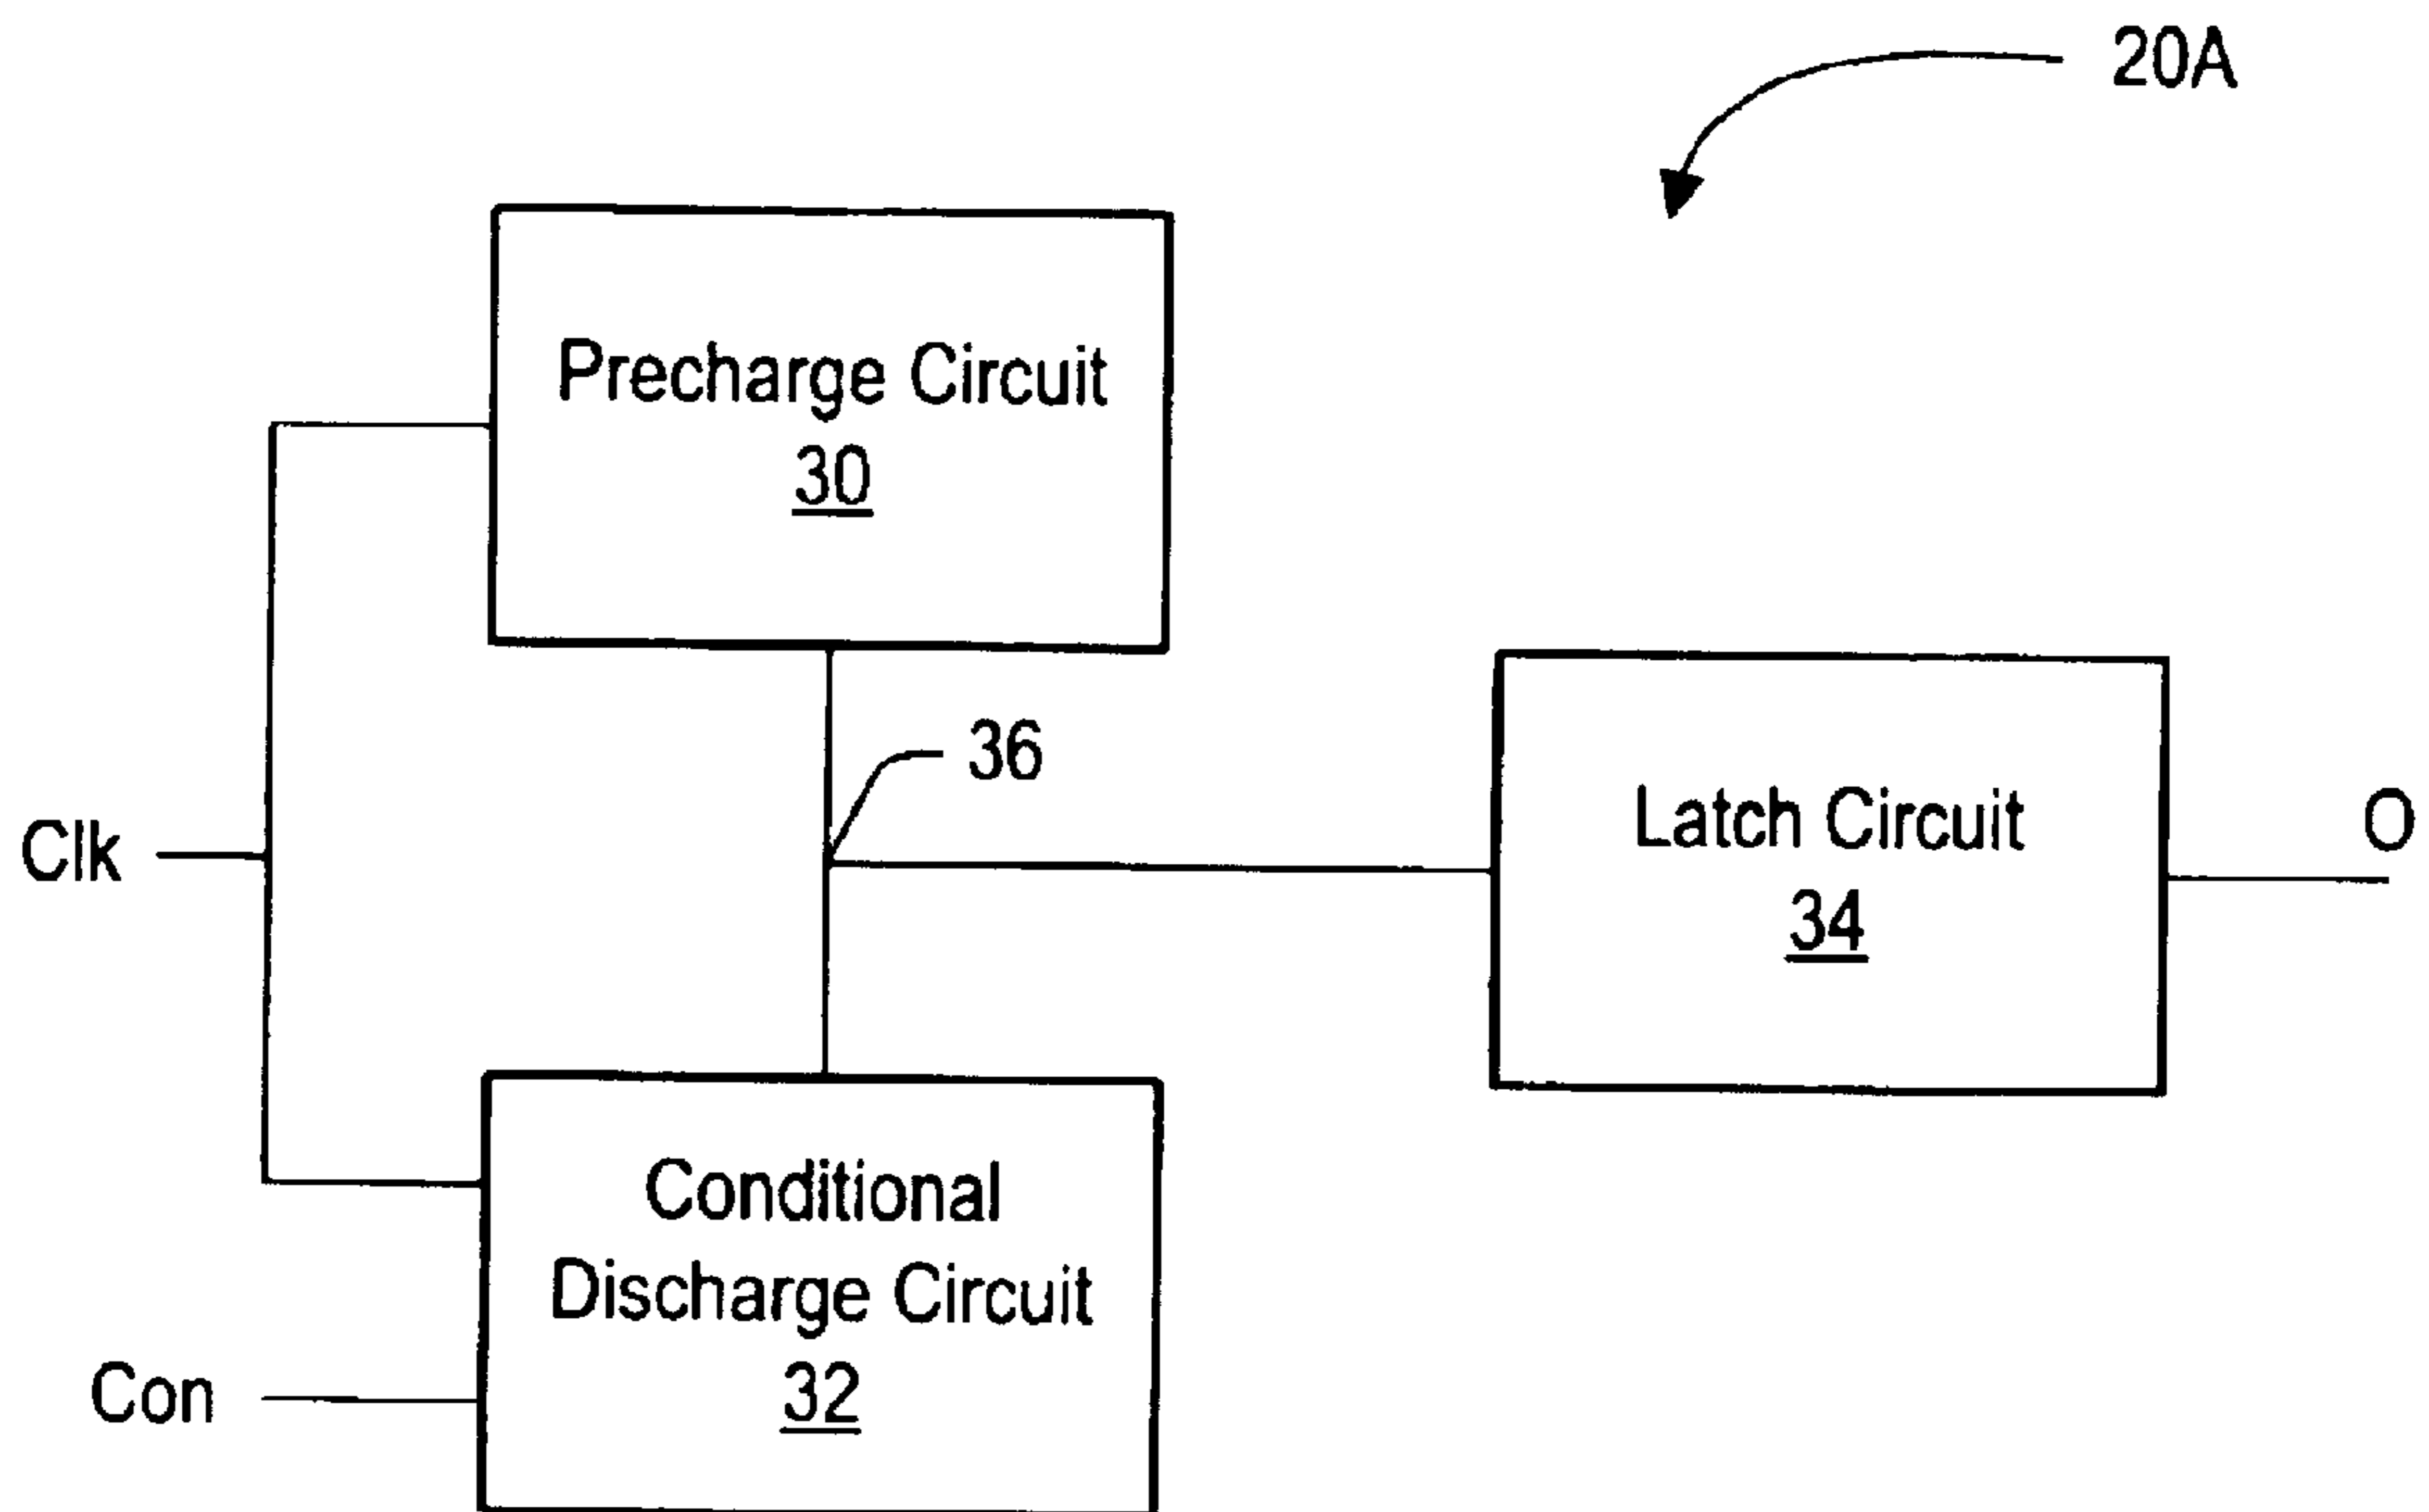 20A
Precharge Circuit
30
36
Clk
Latch Circuit
34
O
Conditional
Discharge Circuit
32
Con